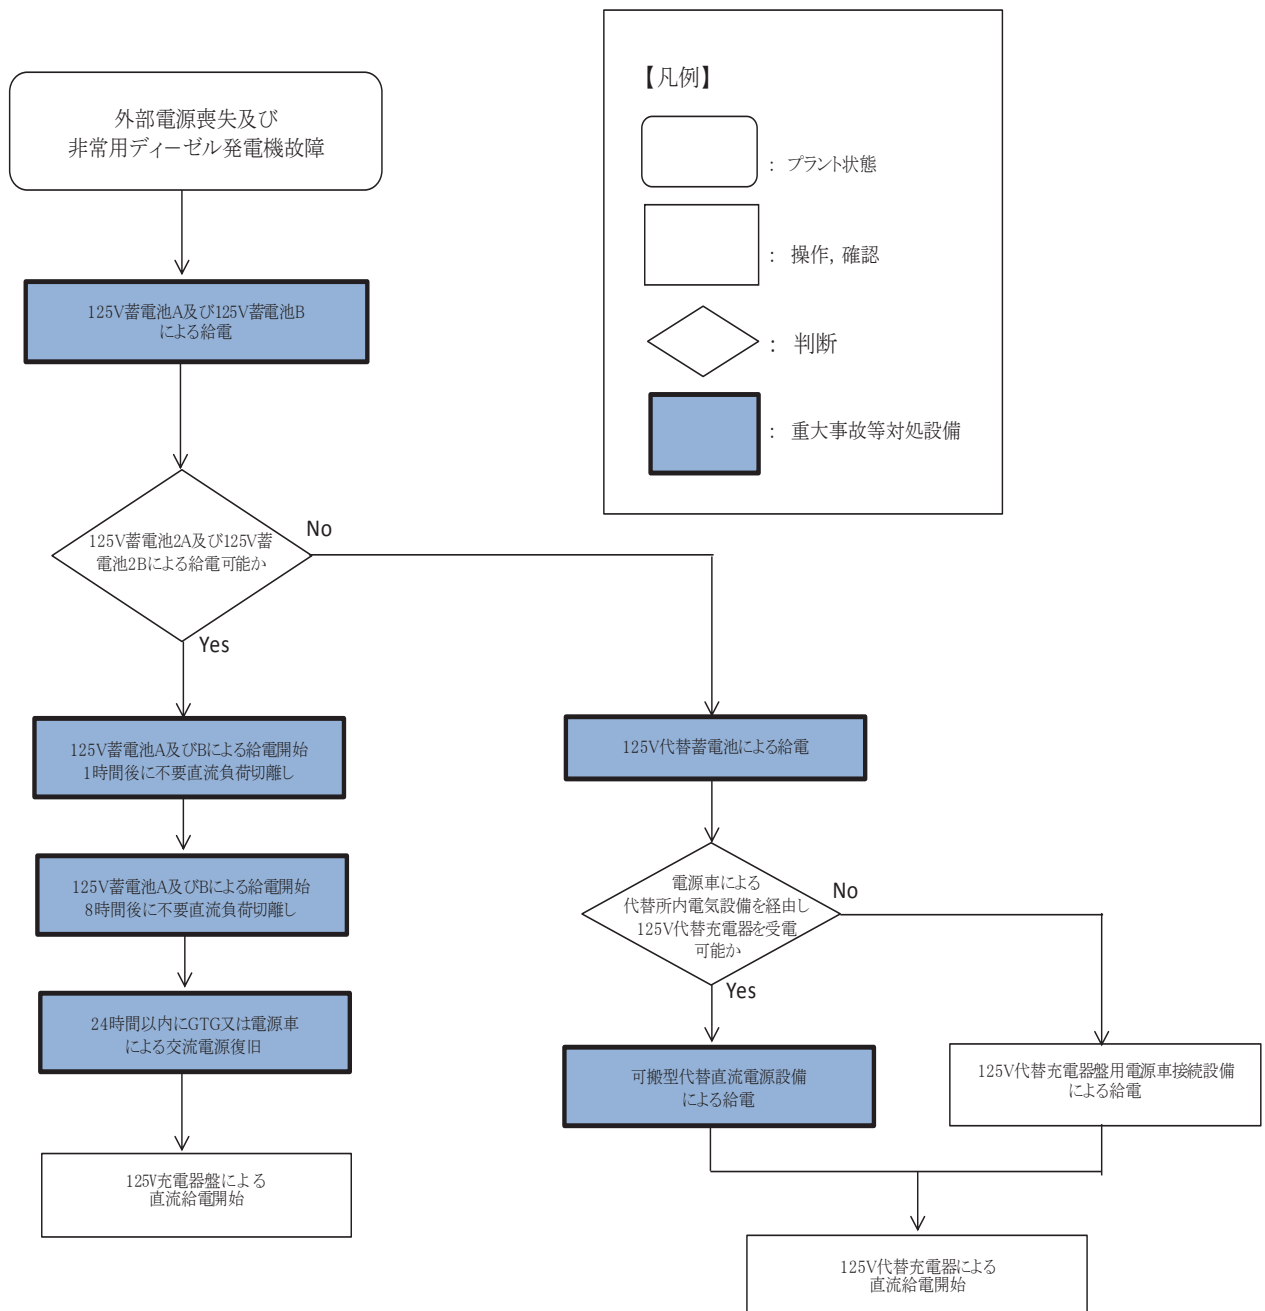 【凡例】
: プラント状態
: 操作, 確認
: 判断
: 重大事故等対処設備
外部電源喪失及び
非常用ディーゼル発電機故障
125V蓄電池A及び125V蓄電池B
による給電
125V蓄電池2A及び125V蓄
電池2Bによる給電可能か
No
Yes
125V蓄電池A及びBによる給電開始
1時間後に不要直流負荷切離し
125V蓄電池A及びBによる給電開始
8時間後に不要直流負荷切離し
24時間以内にGTG又は電源車
による交流電源復旧
125V充電器盤による
直流給電開始
125V代替蓄電池による給電
電源車による
代替所内電気設備を経由し
125V代替充電器を受電
可能か
No
Yes
可搬型代替直流電源設備
による給電
125V代替充電器盤用電源車接続設備
による給電
125V代替充電器による
直流給電開始